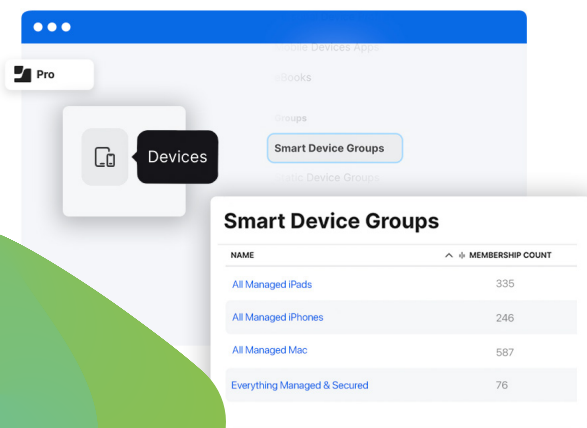 Mobile Devices Apps
eBooks
Pro
Groups
Devices
Smart Device Groups
Static Device Groups
Smart Device Groups
NAME MEMBERSHIP COUNT
All Managed iPads 335
All Managed iPhones 246
All Managed Mac 587
Everything Managed & Secured 76